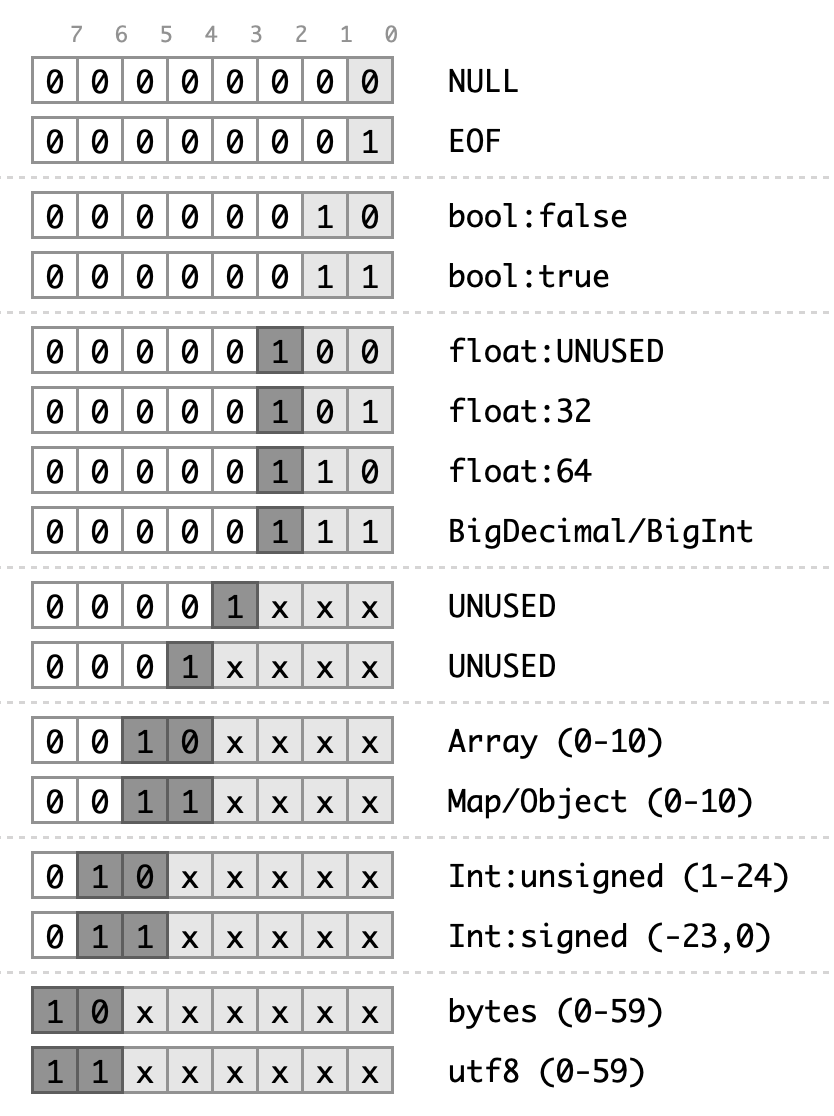 7 6 5 4 3 2 1 0
0 0 0 0 0 0 0 0 NULL
0 0 0 0 0 0 0 1 EOF
0 0 0 0 0 0 1 0 bool:false
0 0 0 0 0 0 1 1 bool:true
0 0 0 0 0 1 0 0 float:UNUSED
0 0 0 0 0 1 0 1 float:32
0 0 0 0 0 1 1 0 float:64
0 0 0 0 0 1 1 1 BigDecimal/BigInt
0 0 0 0 1 x x x UNUSED
0 0 0 1 x x x x UNUSED
0 0 1 0 x x x x Array (0-10)
0 0 1 1 x x x x Map/Object (0-10)
0 1 0 x x x x x Int:unsigned (1-24)
0 1 1 x x x x x Int:signed (-23,0)
1 0 x x x x x x bytes (0-59)
1 1 x x x x x x utf8 (0-59)